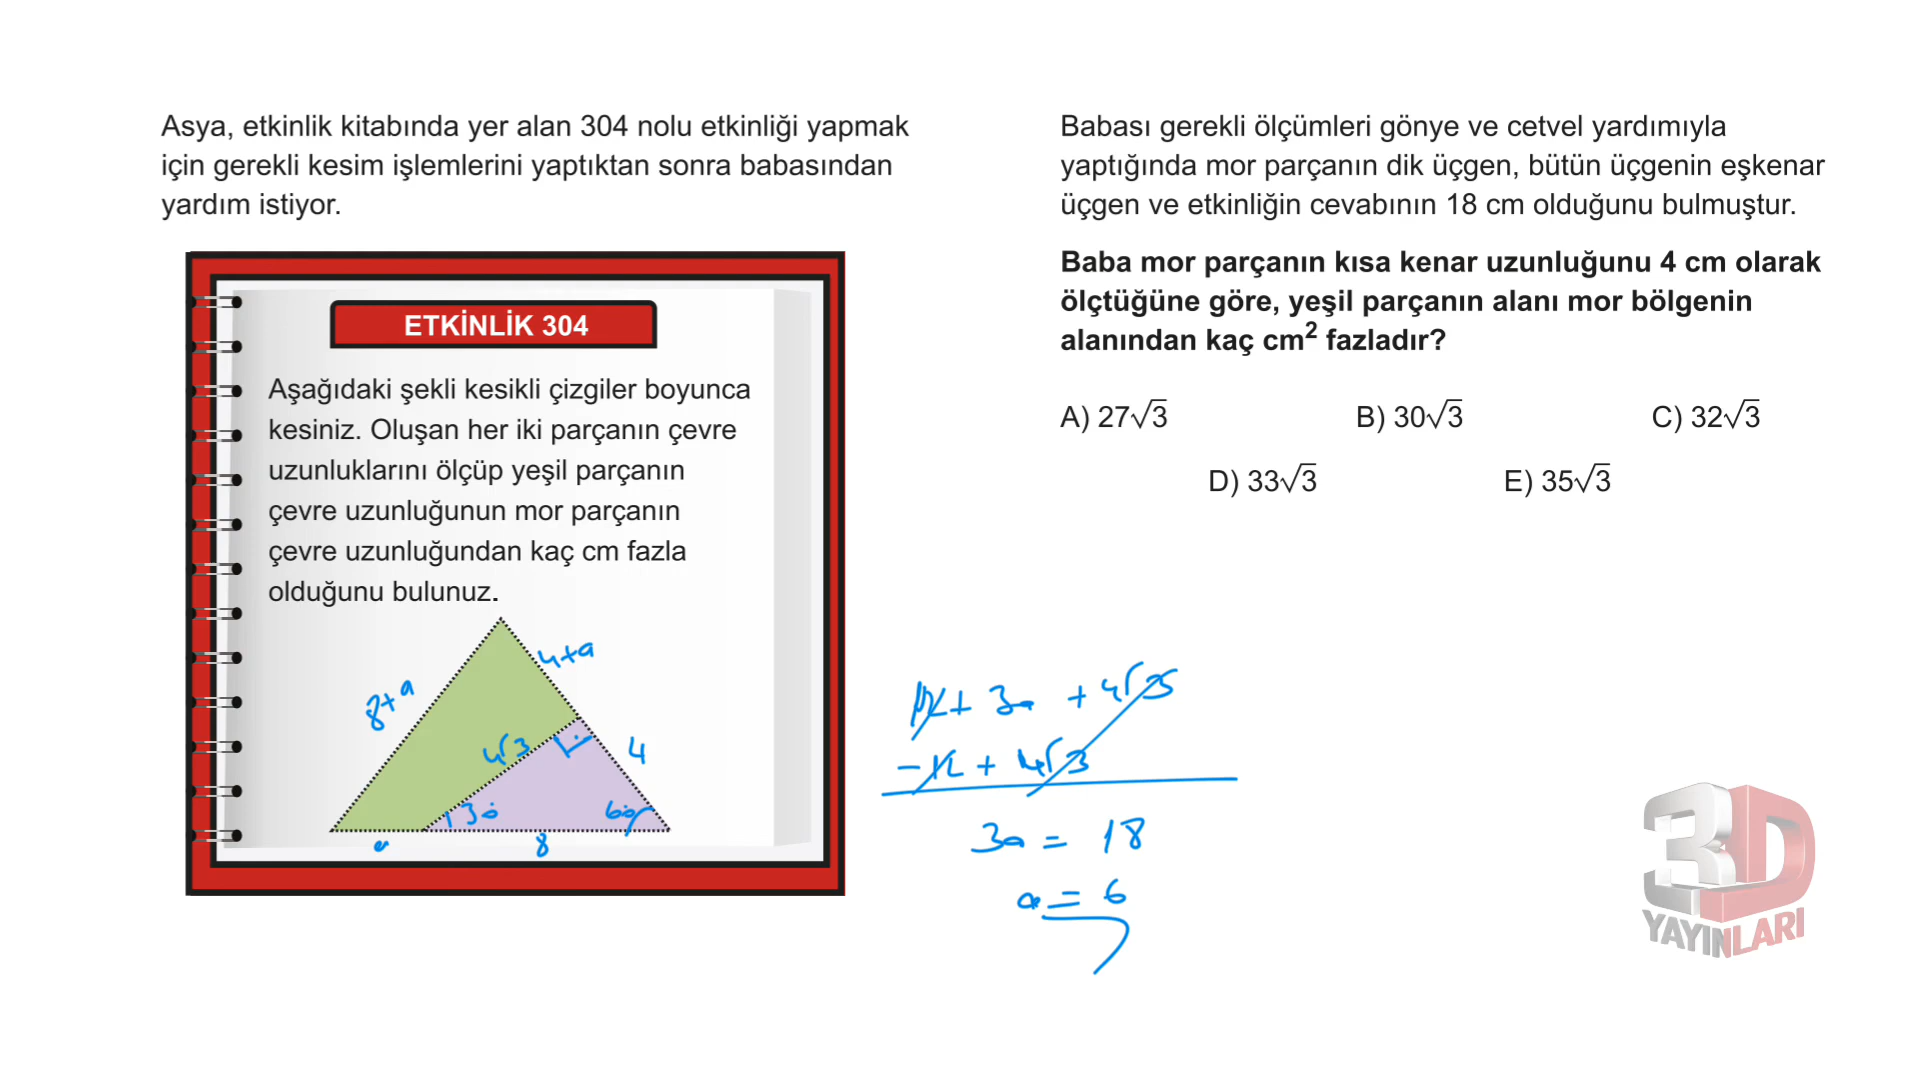 Asya, etkinlik kitabında yer alan 304 nolu etkinliği yapmak
için gerekli kesim işlemlerini yaptıktan sonra babasından
yardım istiyor.
ETKİNLİK 304
Aşağıdaki şekli kesikli çizgiler boyunca
kesiniz. Oluşan her iki parçanın çevre
uzunluklarını ölçüp yeşil parçanın
çevre uzunluğunun mor parçanın
çevre uzunluğundan kaç cm fazla
olduğunu bulunuz.
4+a
8+a
4√3
4
30
60
a
8
Babası gerekli ölçümleri gönye ve cetvel yardımıyla
yaptığında mor parçanın dik üçgen, bütün üçgenin eşkenar
üçgen ve etkinliğin cevabının 18 cm olduğunu bulmuştur.
Baba mor parçanın kısa kenar uzunluğunu 4 cm olarak
ölçtüğüne göre, yeşil parçanın alanı mor bölgenin
alanından kaç cm² fazladır?
A) 27√3 B) 30√3 C) 32√3
D) 33√3 E) 35√3
12+ 3a + 4√3
- 12 + 4√3
3a = 18
a = 6
3D
YAYINLARI